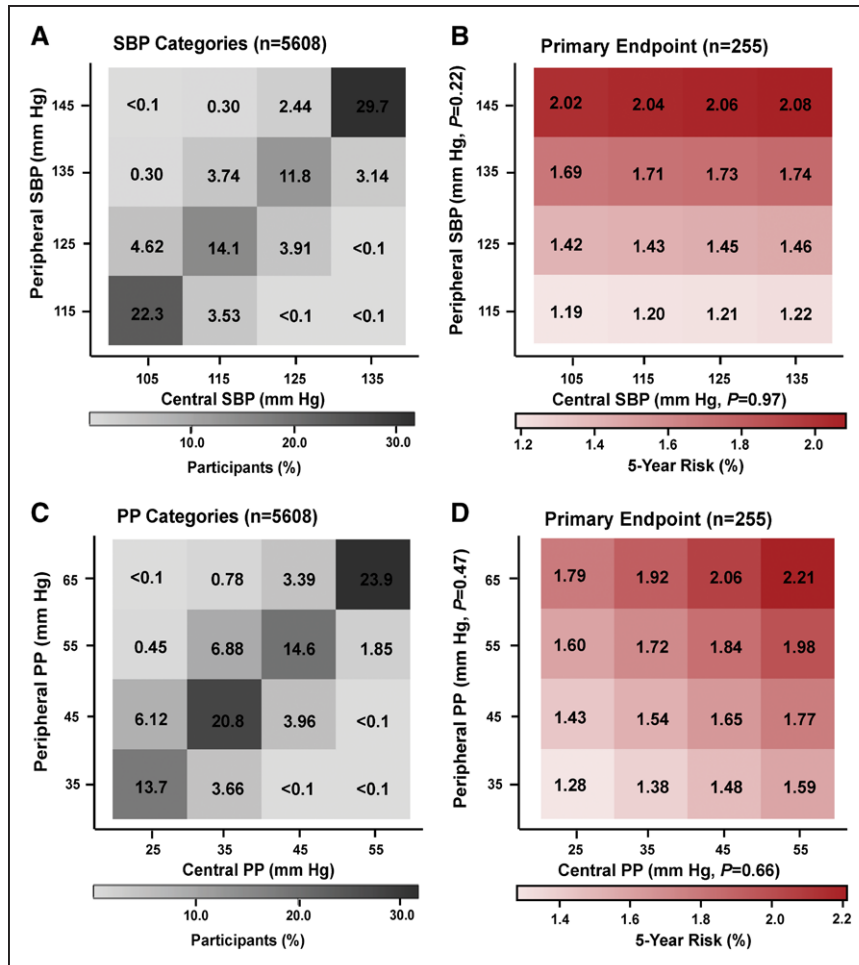 A SBP Categories (n=5608)
Peripheral SBP (mm Hg)
145 <0.1 0.30 2.44 29.7
135 0.30 3.74 11.8 3.14
125 4.62 14.1 3.91 <0.1
115 22.3 3.53 <0.1 <0.1
105 115 125 135
Central SBP (mm Hg)
10.0 20.0 30.0
Participants (%)
B Primary Endpoint (n=255)
Peripheral SBP (mm Hg, P=0.22)
145 2.02 2.04 2.06 2.08
135 1.69 1.71 1.73 1.74
125 1.42 1.43 1.45 1.46
115 1.19 1.20 1.21 1.22
105 115 125 135
Central SBP (mm Hg, P=0.97)
1.2 1.4 1.6 1.8 2.0
5-Year Risk (%)
C PP Categories (n=5608)
Peripheral PP (mm Hg)
65 <0.1 0.78 3.39 23.9
55 0.45 6.88 14.6 1.85
45 6.12 20.8 3.96 <0.1
35 13.7 3.66 <0.1 <0.1
25 35 45 55
Central PP (mm Hg)
10.0 20.0 30.0
Participants (%)
D Primary Endpoint (n=255)
Peripheral PP (mm Hg, P=0.47)
65 1.79 1.92 2.06 2.21
55 1.60 1.72 1.84 1.98
45 1.43 1.54 1.65 1.77
35 1.28 1.38 1.48 1.59
25 35 45 55
Central PP (mm Hg, P=0.66)
1.4 1.6 1.8 2.0 2.2
5-Year Risk (%)